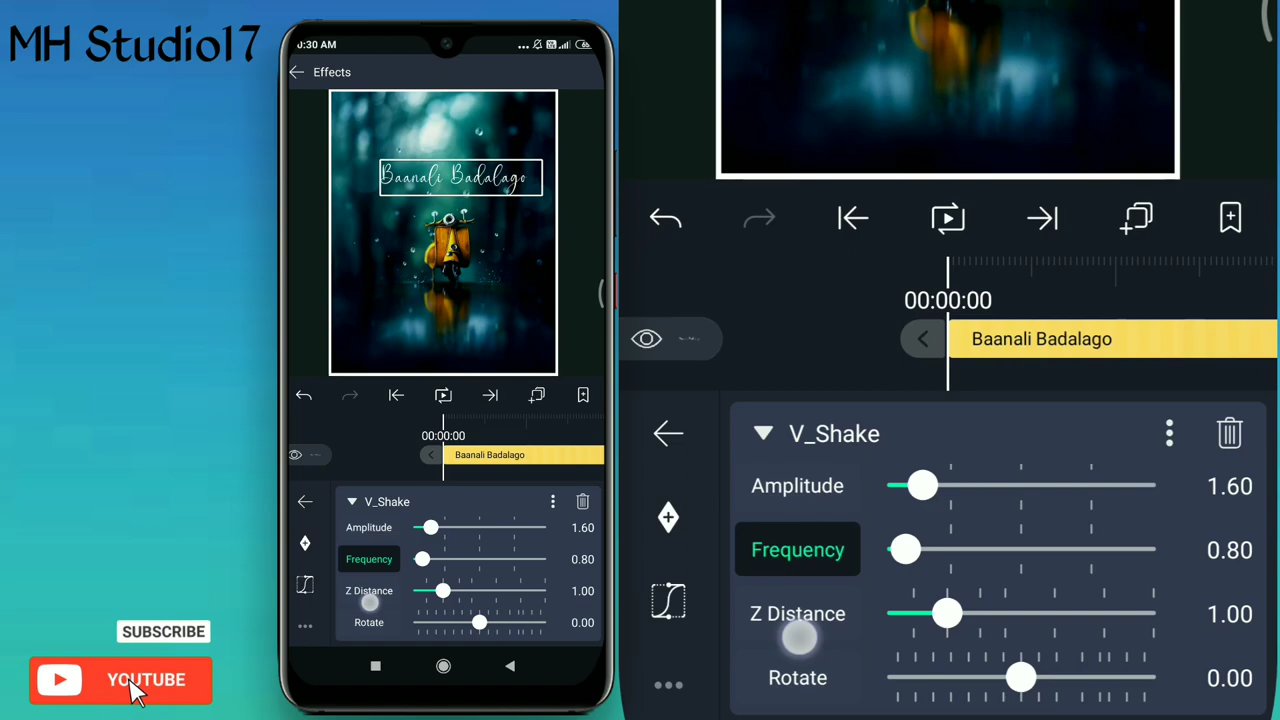 MH Studio17
0:30 AM
Effects
Baanali Badalago
00:00:00
Baanali Badalago
V_Shake
Amplitude 1.60
Frequency 0.80
Z Distance 1.00
Rotate 0.00
SUBSCRIBE
YOUTUBE
00:00:00
Baanali Badalago
V_Shake
Amplitude 1.60
Frequency 0.80
Z Distance 1.00
Rotate 0.00